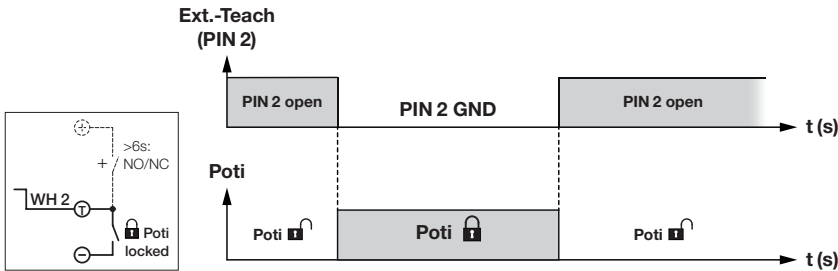 Ext.-Teach
(PIN 2)
PIN 2 open
PIN 2 GND
PIN 2 open
t (s)
+
>6s:
+ NO/NC
WH 2
T
Poti
locked
−
Poti
Poti
Poti
Poti
t (s)